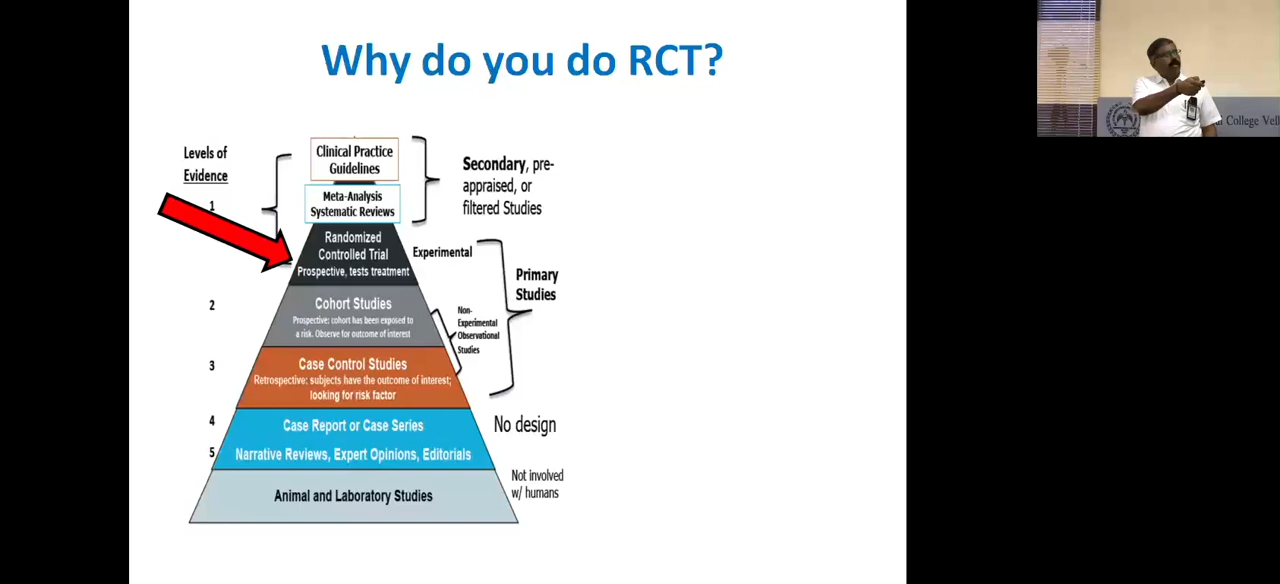 Why do you do RCT?
Levels of
Evidence
1
2
3
4
5
Clinical Practice
Guidelines
Meta-Analysis
Systematic Reviews
Randomized
Controlled Trial
Prospective, tests treatment
Cohort Studies
Prospective: cohort has been exposed to
a risk. Observe for outcome of interest
Case Control Studies
Retrospective: subjects have the outcome of interest;
looking for risk factor
Case Report or Case Series
Narrative Reviews, Expert Opinions, Editorials
Animal and Laboratory Studies
Secondary, pre-
appraised, or
filtered Studies
Experimental
Primary
Studies
Non-
Experimental
Observational
Studies
No design
Not involved
w/ humans
College Vell